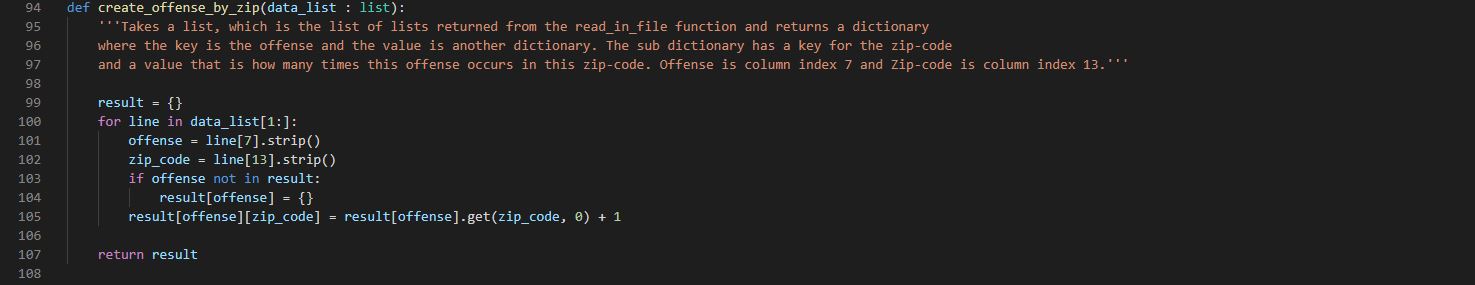 94 def create_offense_by_zip(data_list : list):
95     '''Takes a list, which is the list of lists returned from the read_in_file function and returns a dictionary
96     where the key is the offense and the value is another dictionary. The sub dictionary has a key for the zip-code
97     and a value that is how many times this offense occurs in this zip-code. Offense is column index 7 and Zip-code is column index 13.'''
98
99     result = {}
100     for line in data_list[1:]:
101         offense = line[7].strip()
102         zip_code = line[13].strip()
103         if offense not in result:
104             result[offense] = {}
105         result[offense][zip_code] = result[offense].get(zip_code, 0) + 1
106
107     return result
108